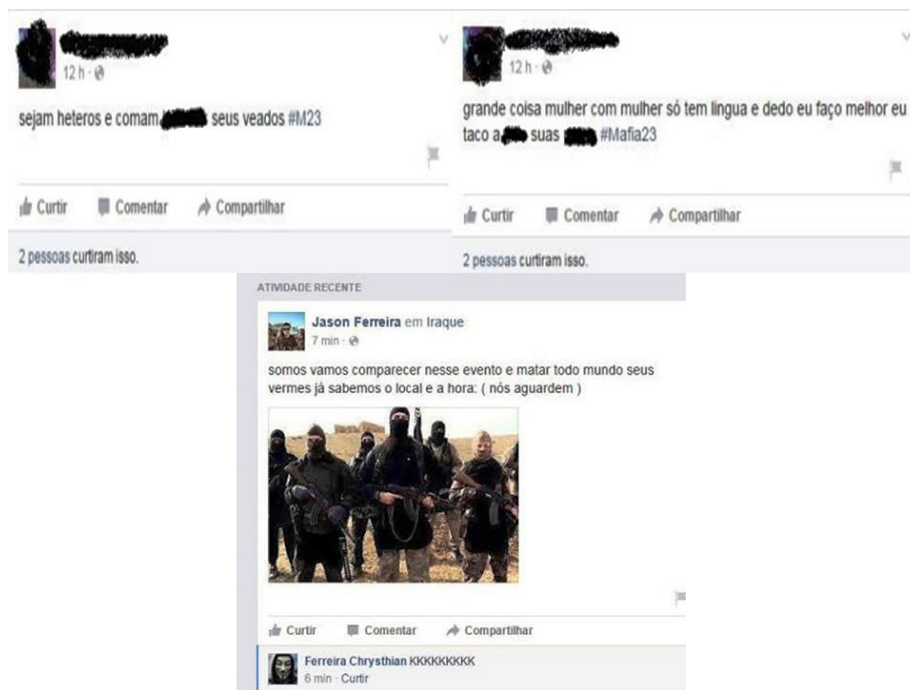 12 h
sejam heteros e comam seus veados #M23
Curtir Comentar Compartilhar
2 pessoas curtiram isso.
12 h
grande coisa mulher com mulher só tem lingua e dedo eu faço melhor eu
taco a suas #Mafia23
Curtir Comentar Compartilhar
2 pessoas curtiram isso.
ATIVIDADE RECENTE
Jason Ferreira em Iraque
7 min
somos vamos comparecer nesse evento e matar todo mundo seus
vermes já sabemos o local e a hora: ( nós aguardem )
Curtir Comentar Compartilhar
Ferreira Chrysthian KKKKKKKKK
6 min · Curtir